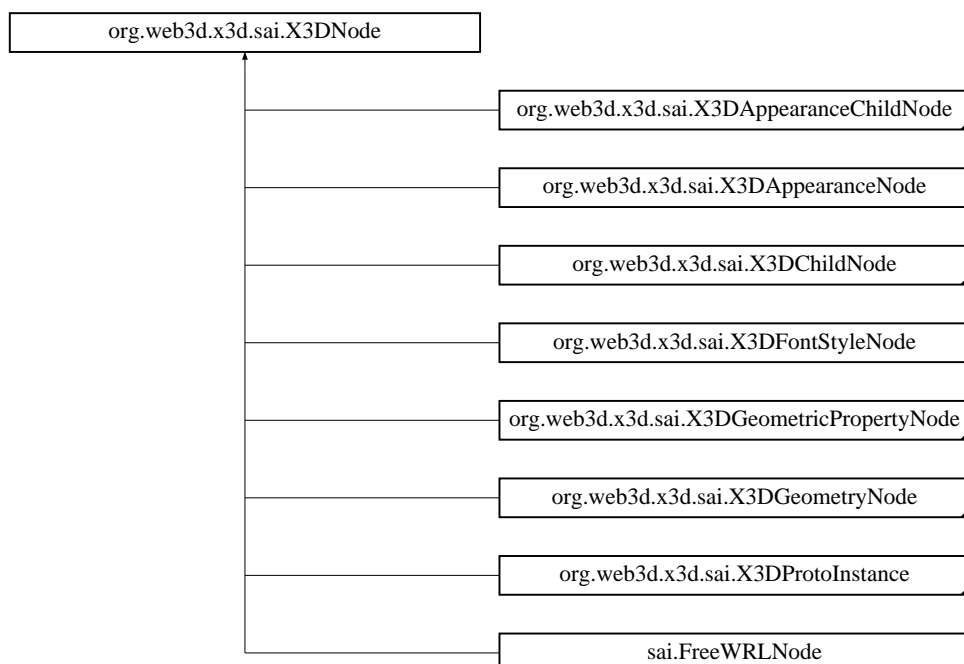 org.web3d.x3d.sai.X3DNode
org.web3d.x3d.sai.X3DAppearanceChildNode
org.web3d.x3d.sai.X3DAppearanceNode
org.web3d.x3d.sai.X3DChildNode
org.web3d.x3d.sai.X3DFontStyleNode
org.web3d.x3d.sai.X3DGeometricPropertyNode
org.web3d.x3d.sai.X3DGeometryNode
org.web3d.x3d.sai.X3DProtoInstance
sai.FreeWRLNode